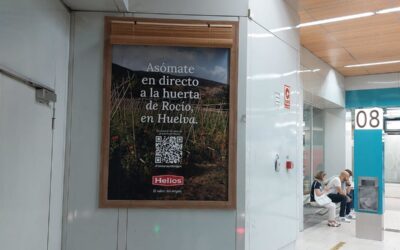 Asómate
en directo
a la huerta
de Rocío,
en Huelva.
Helios
08